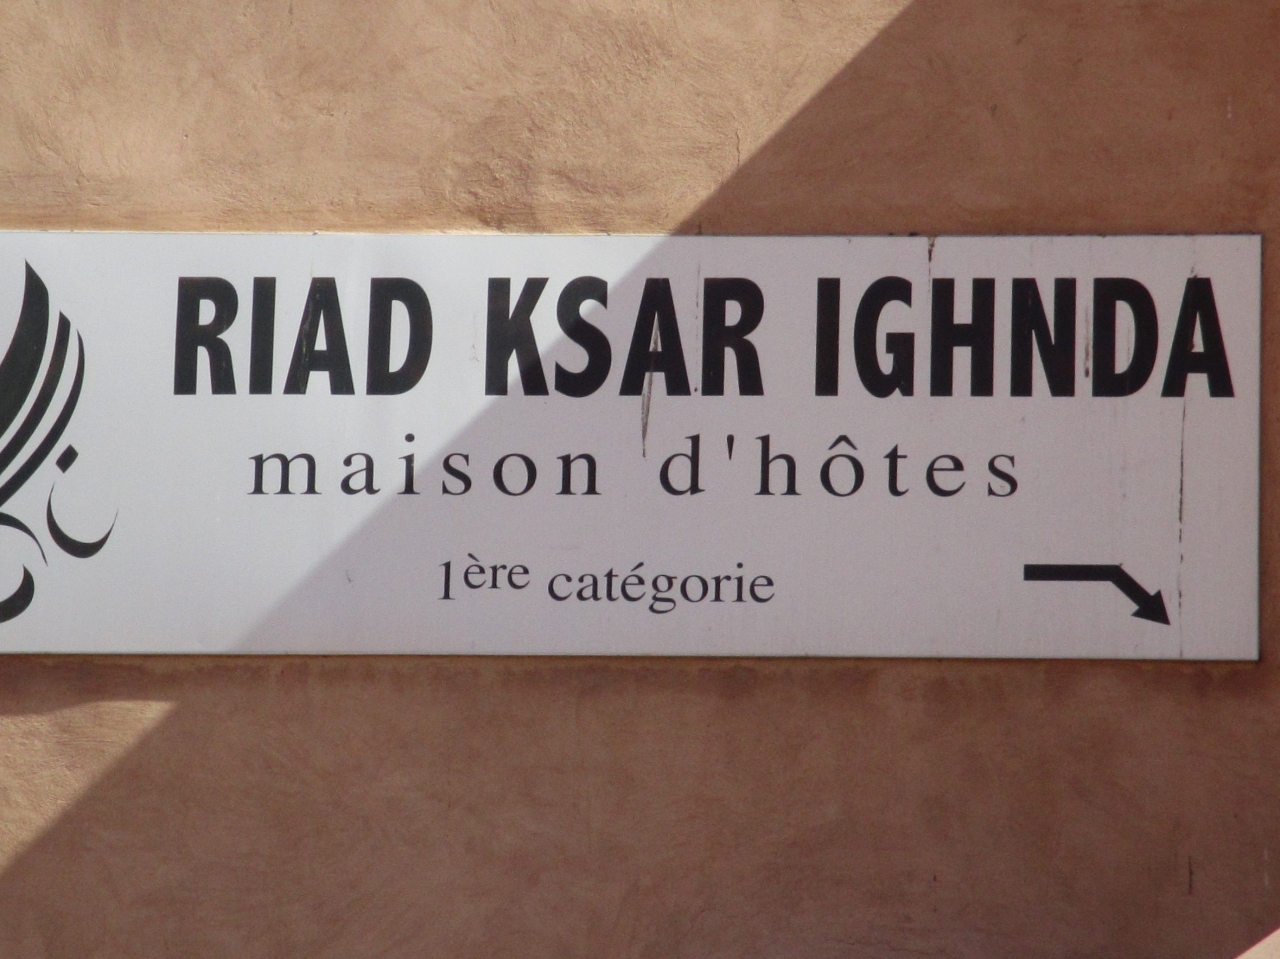 RIAD KSAR IGHNDA
maison d'hôtes
1ère catégorie